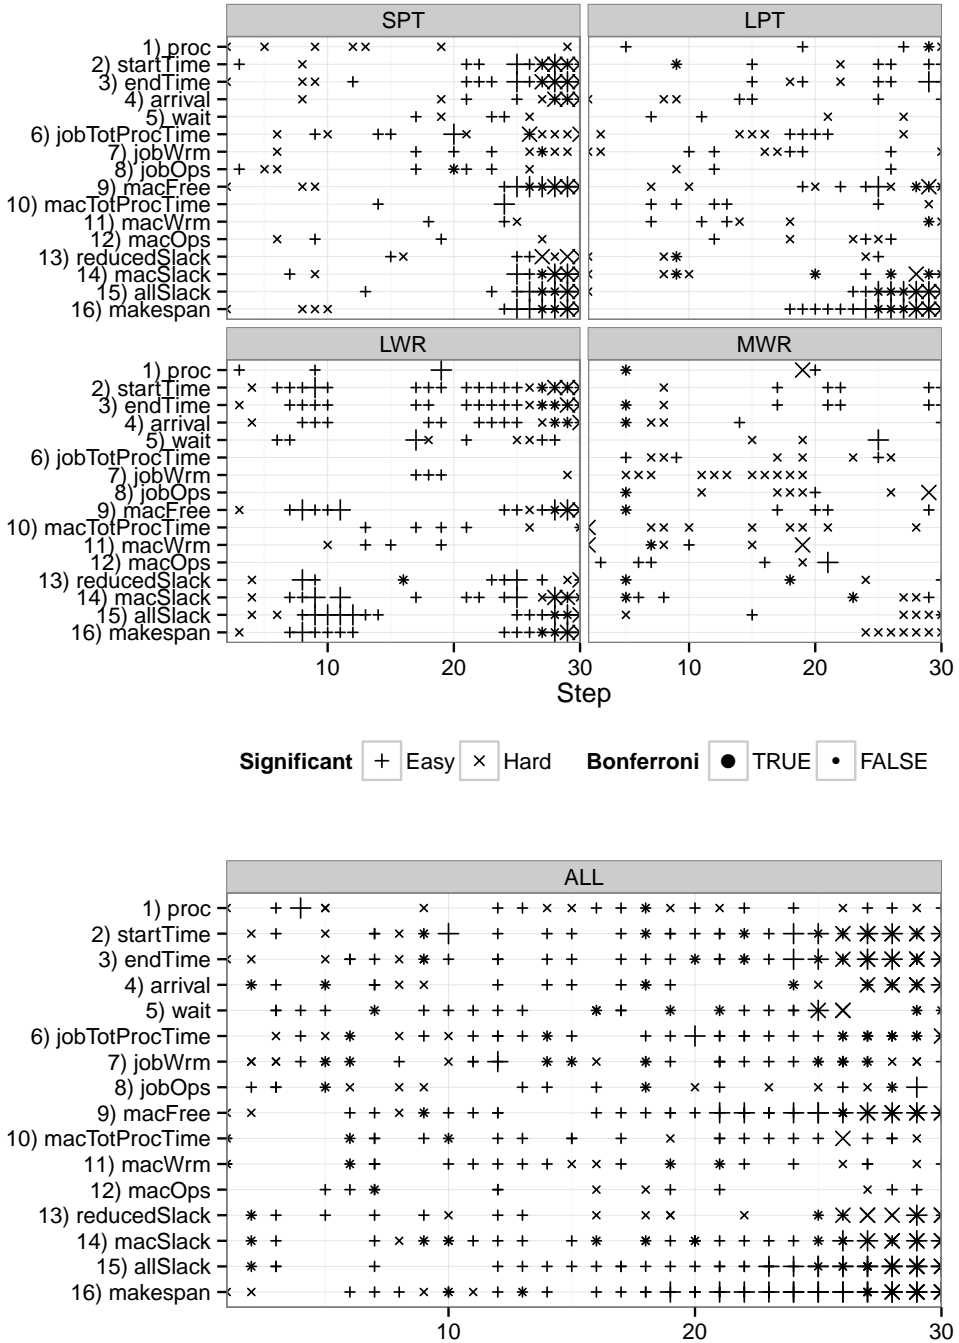 SPT LPT
1) proc
2) startTime
3) endTime
4) arrival
5) wait
6) jobTotProcTime
7) jobWrm
8) jobOps
9) macFree
10) macTotProcTime
11) macWrm
12) macOps
13) reducedSlack
14) macSlack
15) allSlack
16) makespan
LWR MWR
1) proc
2) startTime
3) endTime
4) arrival
5) wait
6) jobTotProcTime
7) jobWrm
8) jobOps
9) macFree
10) macTotProcTime
11) macWrm
12) macOps
13) reducedSlack
14) macSlack
15) allSlack
16) makespan
10 20 30 10 20 30
Step
Significant Easy Hard Bonferroni TRUE FALSE
ALL
1) proc
2) startTime
3) endTime
4) arrival
5) wait
6) jobTotProcTime
7) jobWrm
8) jobOps
9) macFree
10) macTotProcTime
11) macWrm
12) macOps
13) reducedSlack
14) macSlack
15) allSlack
16) makespan
10 20 30